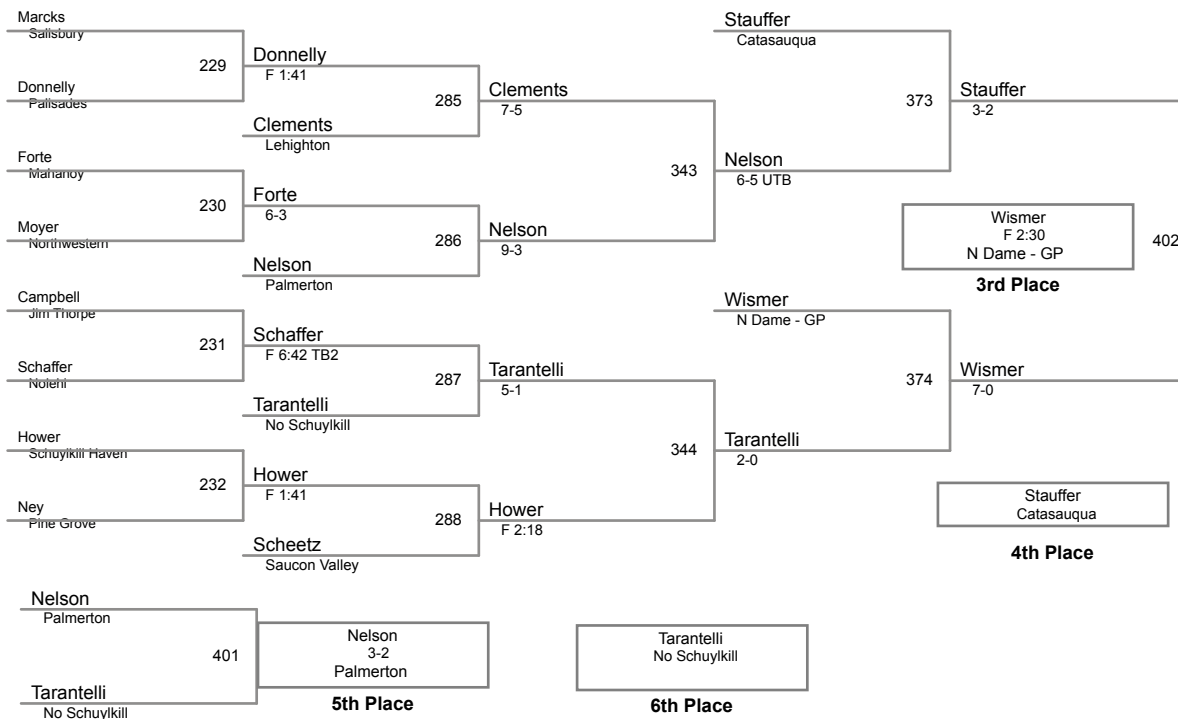 Marcks
Salisbury
229
Donnelly
Palisades
Donnelly
F 1:41
285
Clements
Lehighton
Clements
7-5
Forte
Mahanoy
230
Moyer
Northwestern
Forte
6-3
286
Nelson
Palmerton
Nelson
9-3
343
Nelson
6-5 UTB
Stauffer
Catasauqua
373
Stauffer
3-2
Campbell
Jim Thorpe
231
Schaffer
Nolehi
Schaffer
F 6:42 TB2
287
Tarantelli
No Schuylkill
Tarantelli
5-1
Hower
Schuylkill Haven
232
Ney
Pine Grove
Hower
F 1:41
288
Scheetz
Saucon Valley
Hower
F 2:18
344
Tarantelli
2-0
Wismer
N Dame - GP
374
Wismer
7-0
Wismer
F 2:30
N Dame - GP
402
3rd Place
Stauffer
Catasauqua
4th Place
Nelson
Palmerton
401
Tarantelli
No Schuylkill
Nelson
3-2
Palmerton
5th Place
Tarantelli
No Schuylkill
6th Place